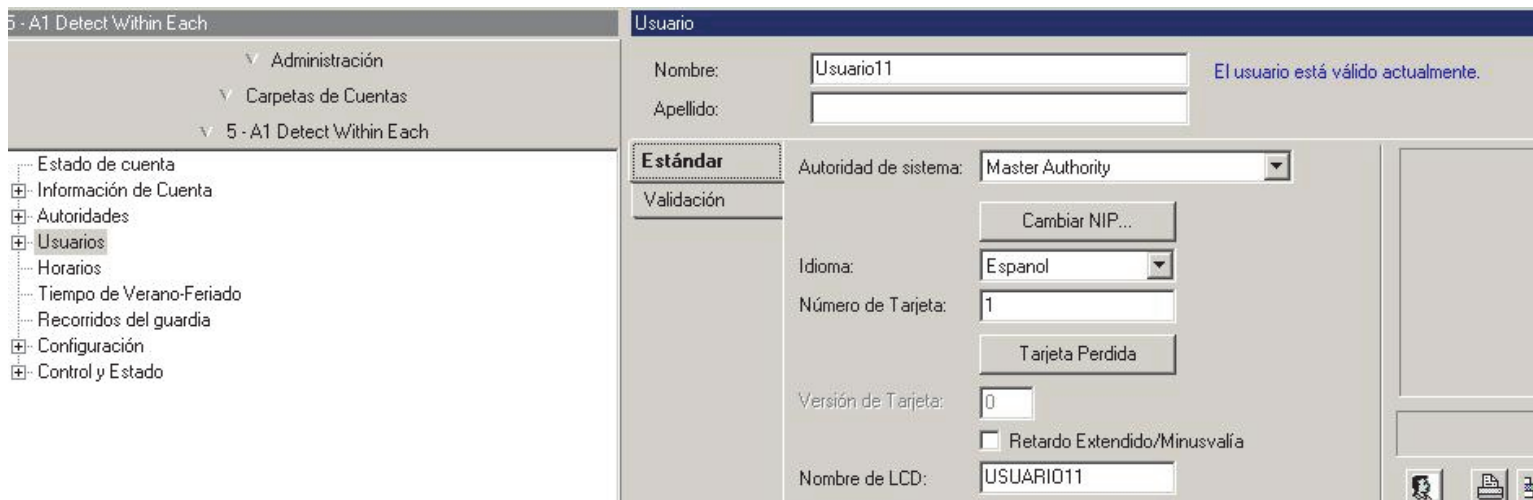 5 - A1 Detect Within Each
Administración
Carpetas de Cuentas
5 - A1 Detect Within Each
Estado de cuenta
Información de Cuenta
Autoridades
Usuarios
Horarios
Tiempo de Verano-Feriado
Recorridos del guardia
Configuración
Control y Estado
Usuario
Nombre: Usuario11 El usuario está válido actualmente.
Apellido:
Estándar
Validación
Autoridad de sistema: Master Authority
Cambiar NIP...
Idioma: Espanol
Número de Tarjeta: 1
Tarjeta Perdida
Versión de Tarjeta: 0
Retardo Extendido/Minusvalía
Nombre de LCD: USUARIO11